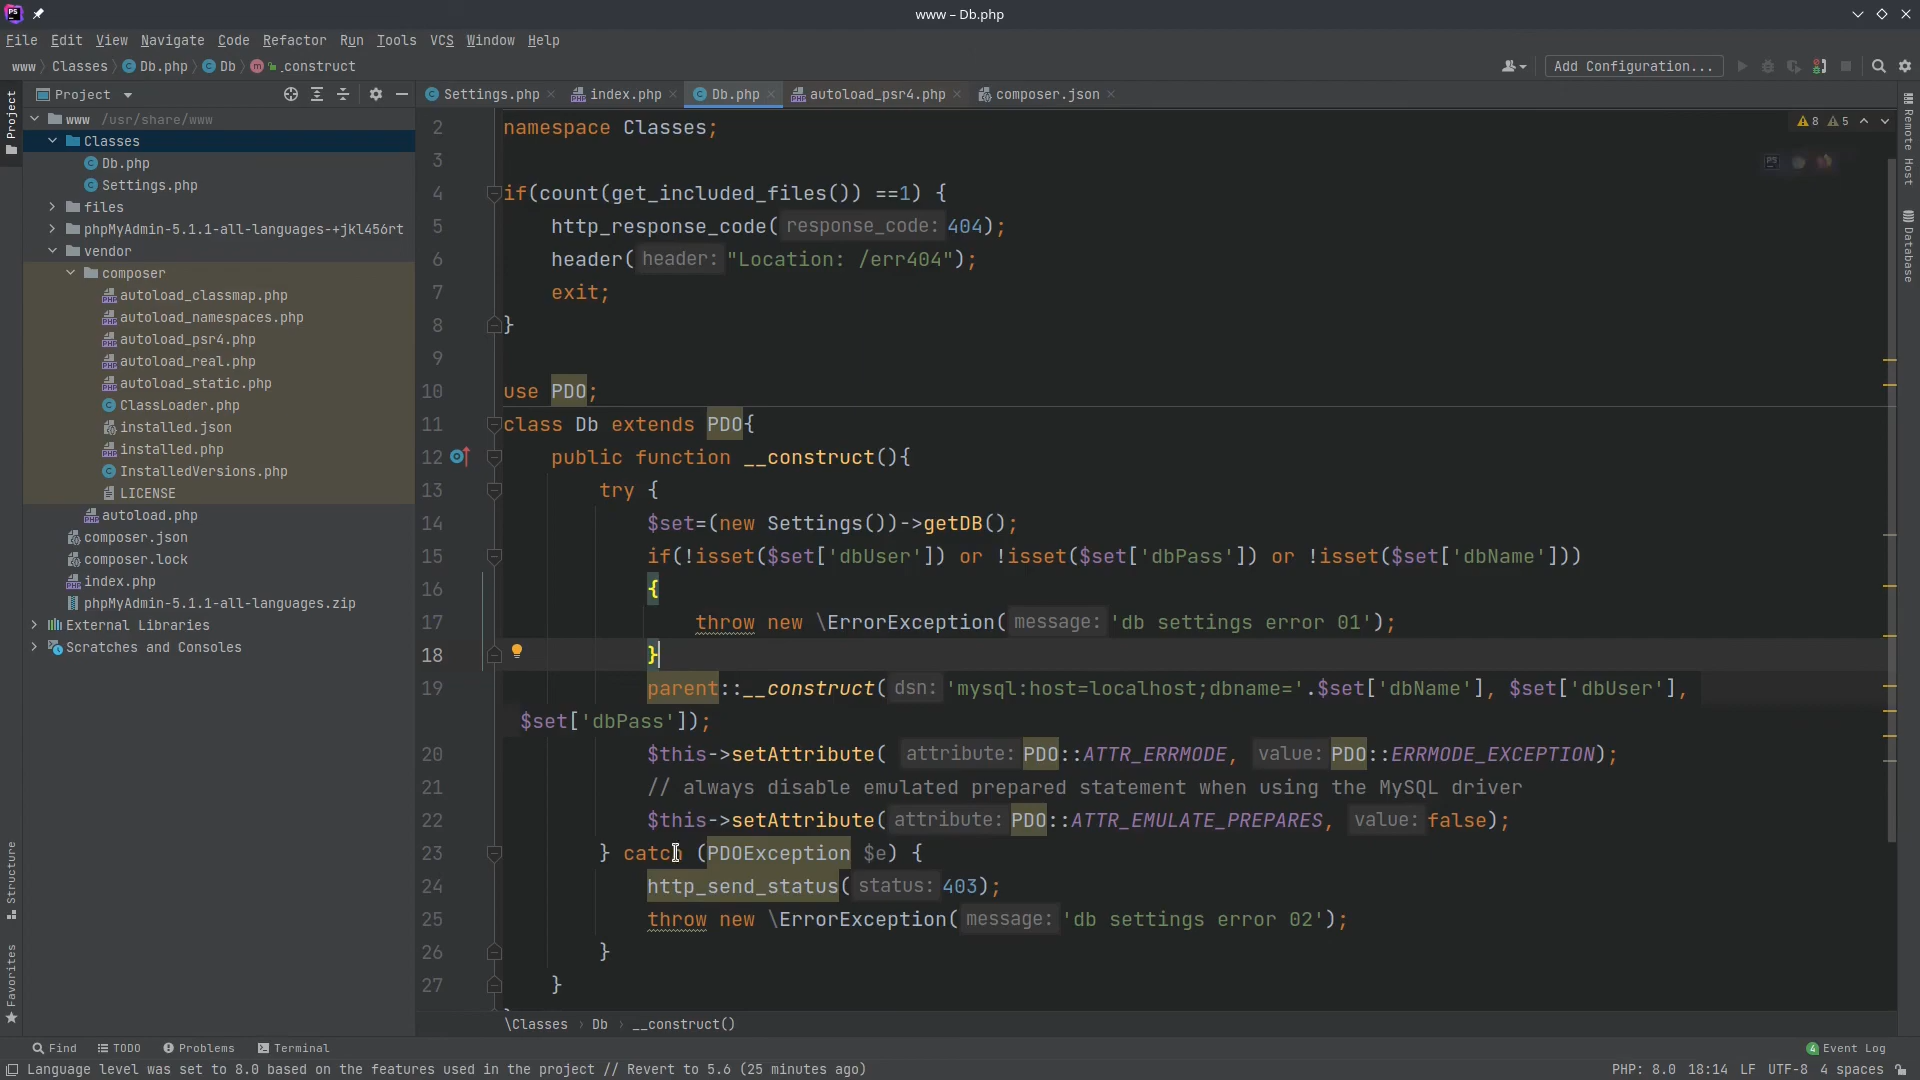 PS
www – Db.php
File Edit View Navigate Code Refactor Run Tools VCS Window Help
www Classes Db.php Db __construct
Add Configuration...
Project
Settings.php index.php Db.php autoload_psr4.php composer.json
www /usr/share/www
Classes
Db.php
Settings.php
files
phpMyAdmin-5.1.1-all-languages-+jkl456rt
vendor
composer
autoload_classmap.php
autoload_namespaces.php
autoload_psr4.php
autoload_real.php
autoload_static.php
ClassLoader.php
installed.json
installed.php
InstalledVersions.php
LICENSE
autoload.php
composer.json
composer.lock
index.php
phpMyAdmin-5.1.1-all-languages.zip
External Libraries
Scratches and Consoles
Project
Structure
Favorites
8 5
2 namespace Classes;
3
4 if(count(get_included_files()) ==1) {
5 http_response_code( response_code: 404);
6 header( header: "Location: /err404");
7 exit;
8 }
9
10 use PDO;
11 class Db extends PDO{
12 public function __construct(){
13 try {
14 $set=(new Settings())->getDB();
15 if(!isset($set['dbUser']) or !isset($set['dbPass']) or !isset($set['dbName']))
16 {
17 throw new \ErrorException( message: 'db settings error 01');
18 }
19 parent::__construct( dsn: 'mysql:host=localhost;dbname='.$set['dbName'], $set['dbUser'],
$set['dbPass']);
20 $this->setAttribute( attribute: PDO::ATTR_ERRMODE, value: PDO::ERRMODE_EXCEPTION);
21 // always disable emulated prepared statement when using the MySQL driver
22 $this->setAttribute( attribute: PDO::ATTR_EMULATE_PREPARES, value: false);
23 } catch (PDOException $e) {
24 http_send_status( status: 403);
25 throw new \ErrorException( message: 'db settings error 02');
26 }
27 }
\Classes Db __construct()
Remote Host
Database
Find TODO Problems Terminal
4 Event Log
Language level was set to 8.0 based on the features used in the project // Revert to 5.6 (25 minutes ago)
PHP: 8.0 18:14 LF UTF-8 4 spaces